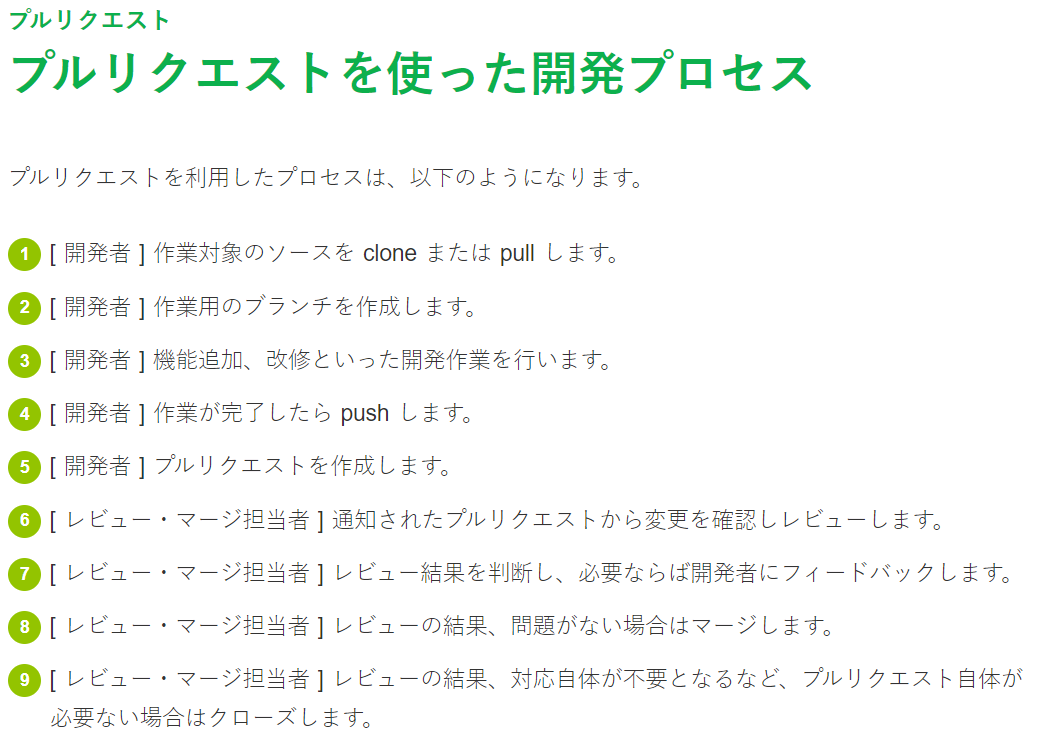 プルリクエスト
プルリクエストを使った開発プロセス
プルリクエストを利用したプロセスは、以下のようになります。
1 [ 開発者 ] 作業対象のソースを clone または pull します。
2 [ 開発者 ] 作業用のブランチを作成します。
3 [ 開発者 ] 機能追加、改修といった開発作業を行います。
4 [ 開発者 ] 作業が完了したら push します。
5 [ 開発者 ] プルリクエストを作成します。
6 [ レビュー・マージ担当者 ] 通知されたプルリクエストから変更を確認しレビューします。
7 [ レビュー・マージ担当者 ] レビュー結果を判断し、必要ならば開発者にフィードバックします。
8 [ レビュー・マージ担当者 ] レビューの結果、問題がない場合はマージします。
9 [ レビュー・マージ担当者 ] レビューの結果、対応自体が不要となるなど、プルリクエスト自体が
必要ない場合はクローズします。